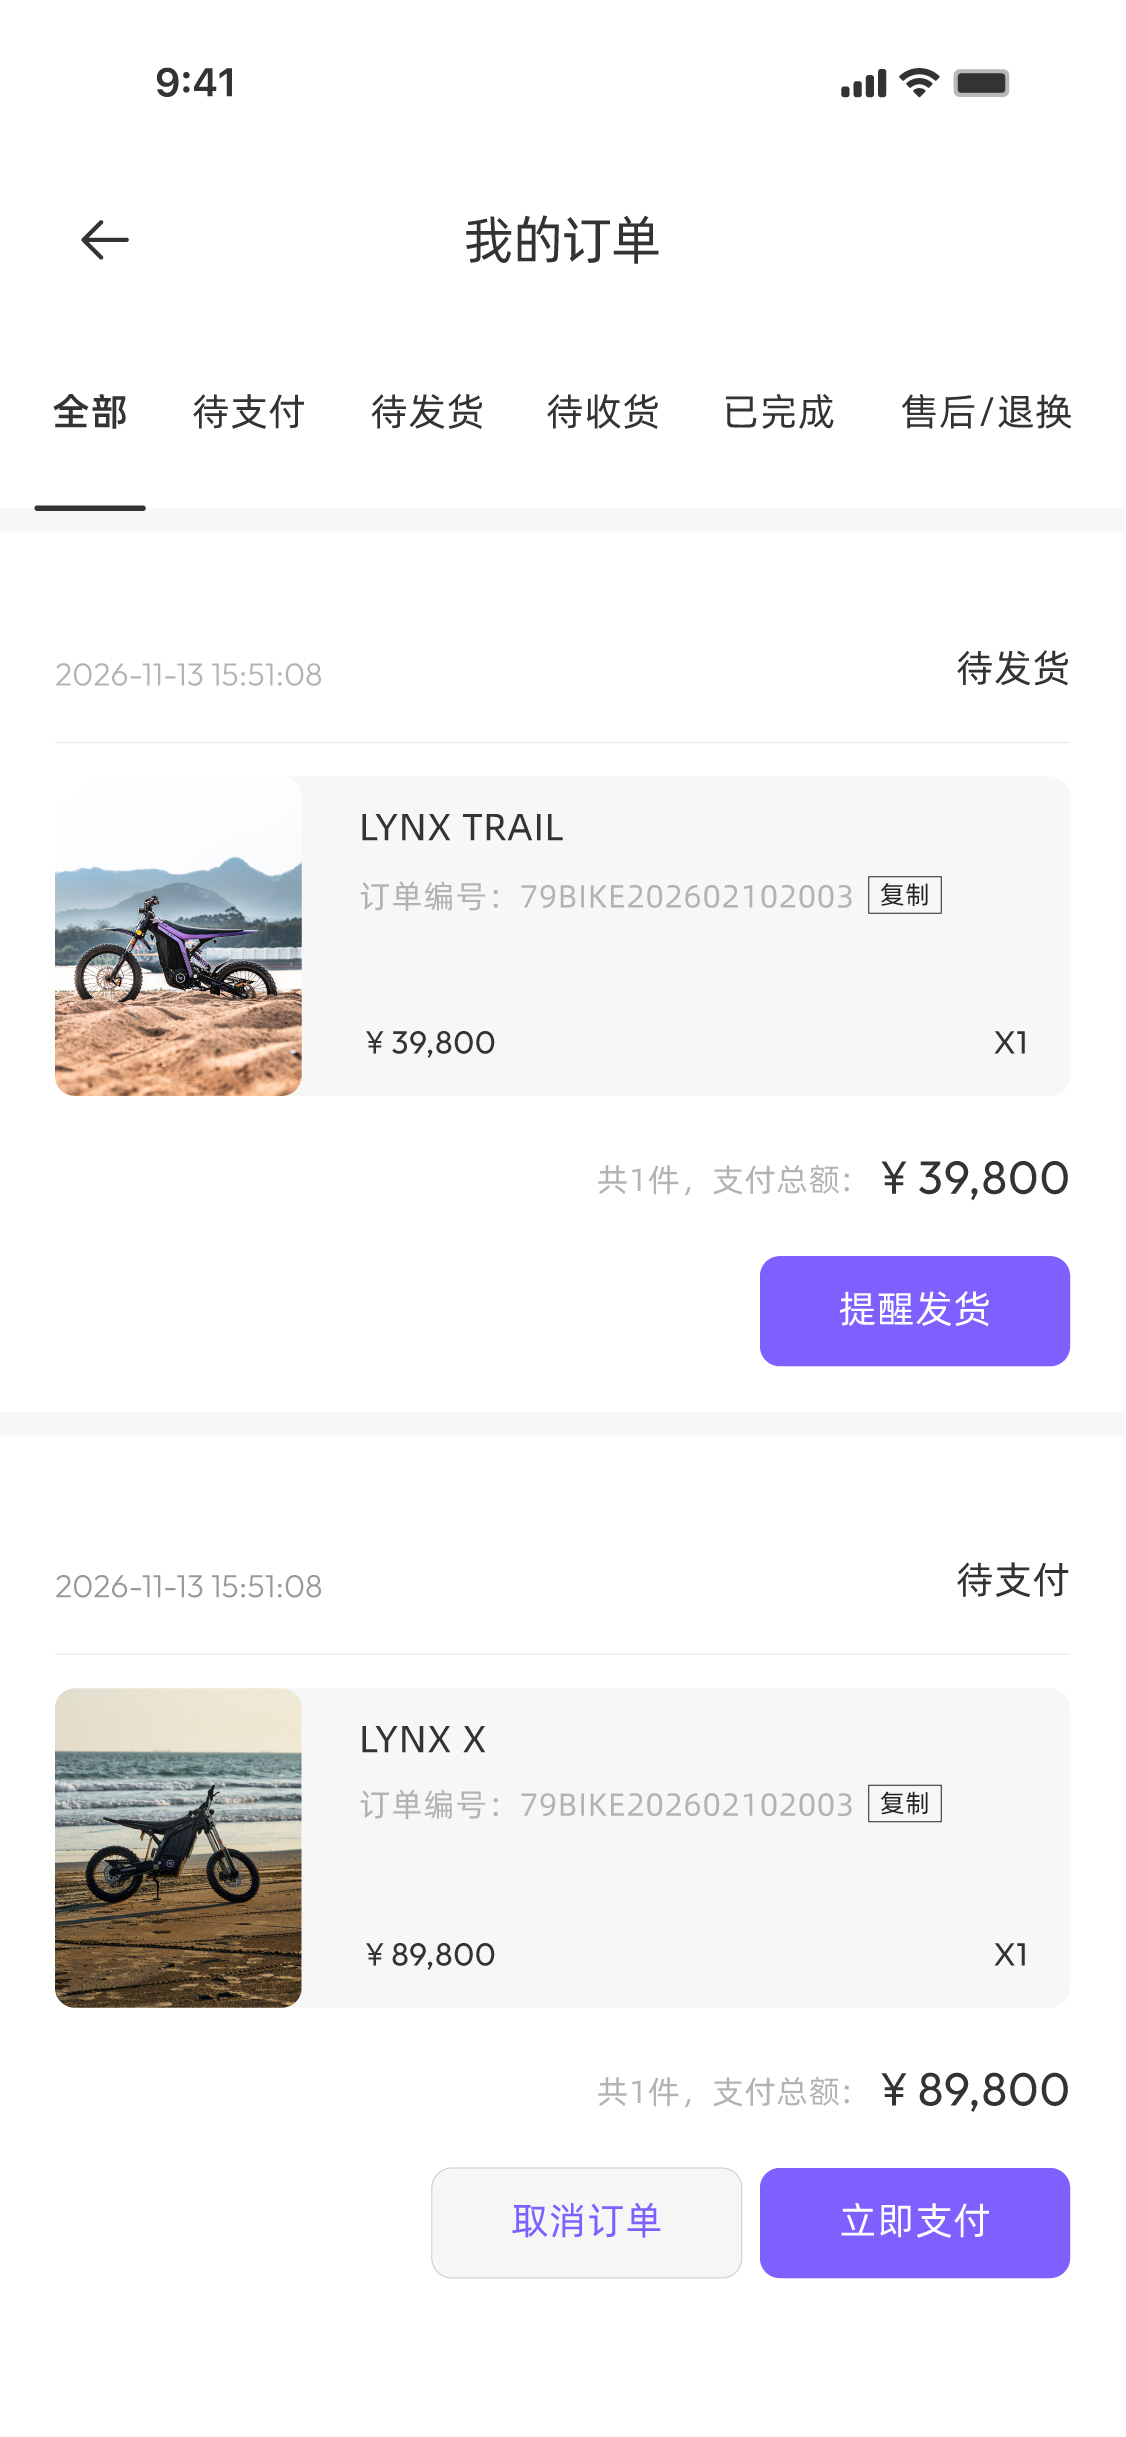 9:41
我的订单
全部 待支付 待发货 待收货 已完成 售后/退换
2026-11-13 15:51:08 待发货
LYNX TRAIL
订单编号：79BIKE202602102003 复制
¥ 39,800 X1
共1件，支付总额： ¥ 39,800
提醒发货
2026-11-13 15:51:08 待支付
LYNX X
订单编号：79BIKE202602102003 复制
¥ 89,800 X1
共1件，支付总额： ¥ 89,800
取消订单 立即支付